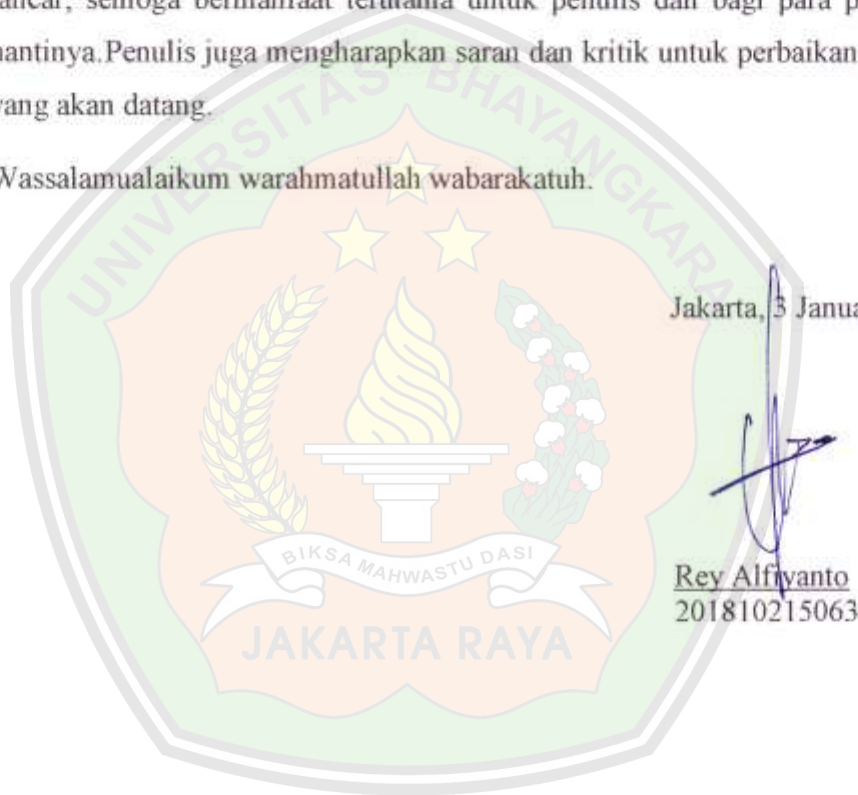 ancar, semoga bermanfaat terutama untuk penulis dan bagi para p
nantinya.Penulis juga mengharapkan saran dan kritik untuk perbaikan
yang akan datang.
Wassalamualaikum warahmatullah wabarakatuh.
UNIVERSITAS BHAYANGKARA
Jakarta, 3 Janua
BIKSA MAHWASTU DASI
JAKARTA RAYA
Rey Alfiyanto
201810215063